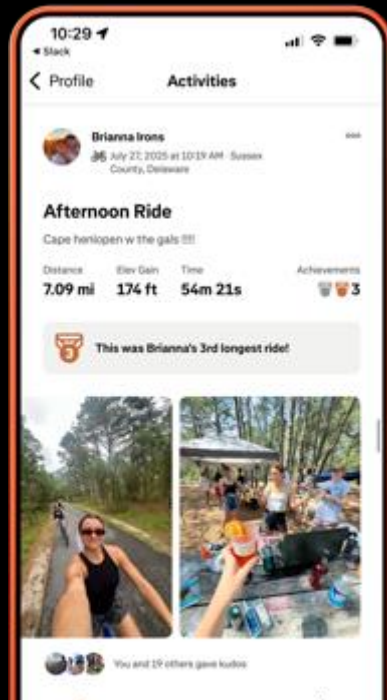 10:29
Slack
Profile
Activities
Brianna Irons
July 27, 2025 at 10:19 AM · Sussex
County, Delaware
Afternoon Ride
Cape henlopen w the gals !!!!
Distance Elev Gain Time Achievements
7.09 mi 174 ft 54m 21s 3
3
This was Brianna's 3rd longest ride!
You and 19 others gave kudos